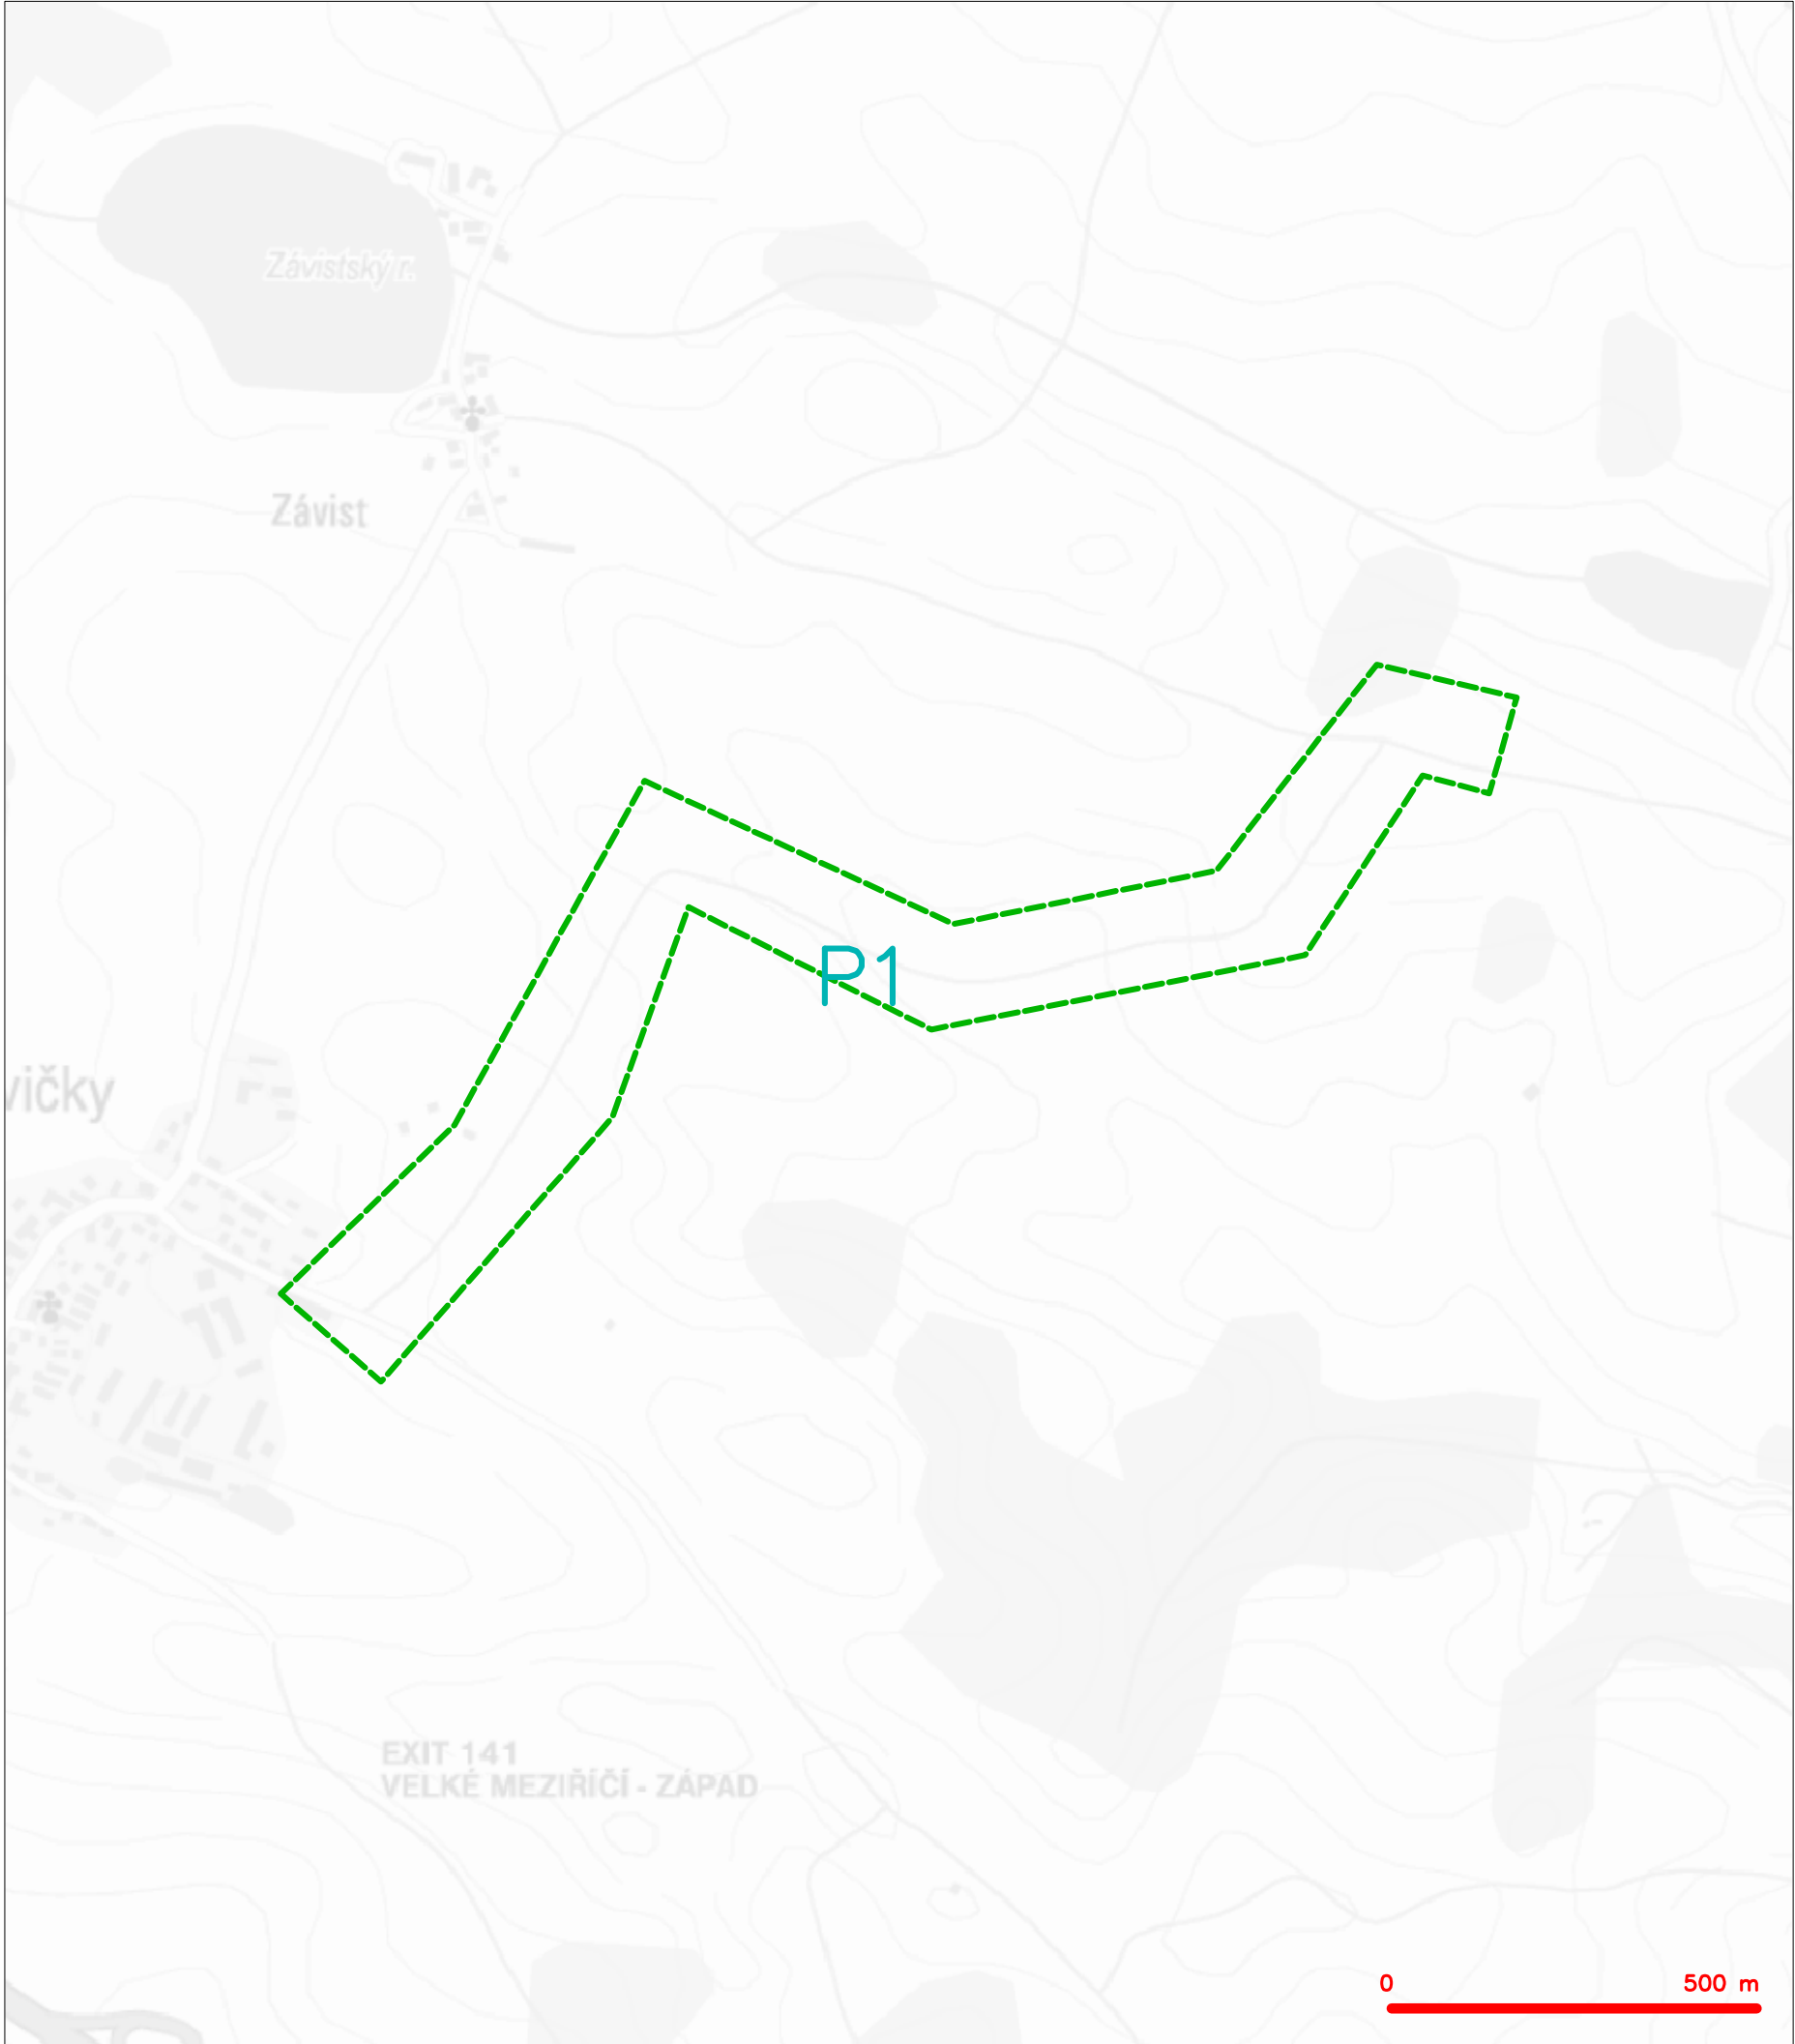 Závistský r.
Závist
P1
vičky
EXIT 141
VELKÉ MEZIŘÍČÍ - ZÁPAD
0 500 m